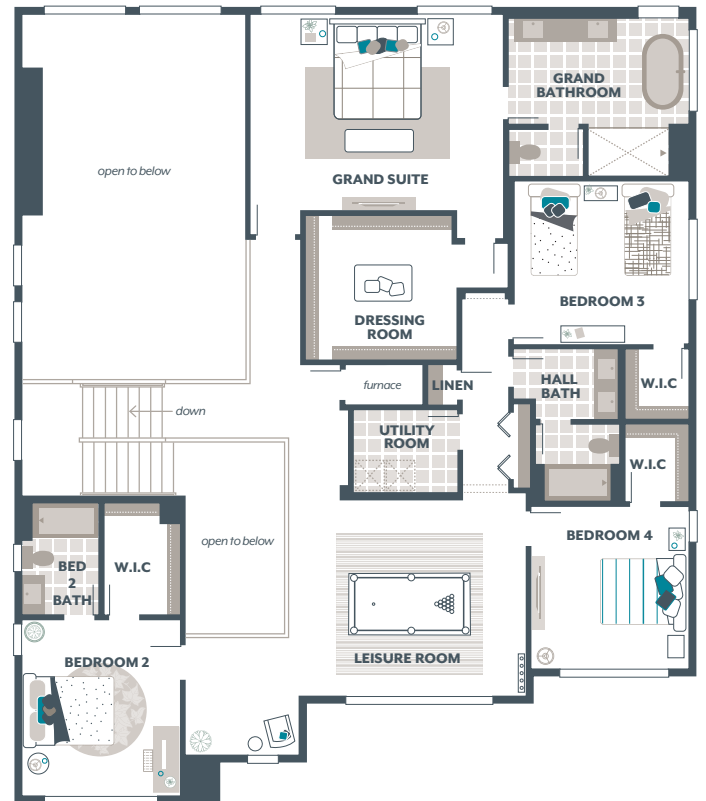 GRAND
BATHROOM
open to below
GRAND SUITE
BEDROOM 3
DRESSING
ROOM
furnace
LINEN
HALL
BATH
W.I.C
down
UTILITY
ROOM
W.I.C
open to below
BEDROOM 4
BED
2
BATH
W.I.C
LEISURE ROOM
BEDROOM 2